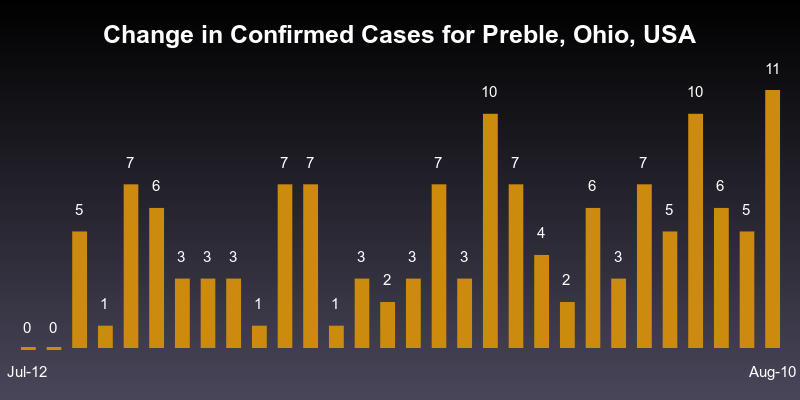 Change in Confirmed Cases for Preble, Ohio, USA
0 0 5 1 7 6 3 3 3 1 7 7 1 3 2 3 7 3 10 7 4 2 6 3 7 5 10 6 5 11
Jul-12 Aug-10